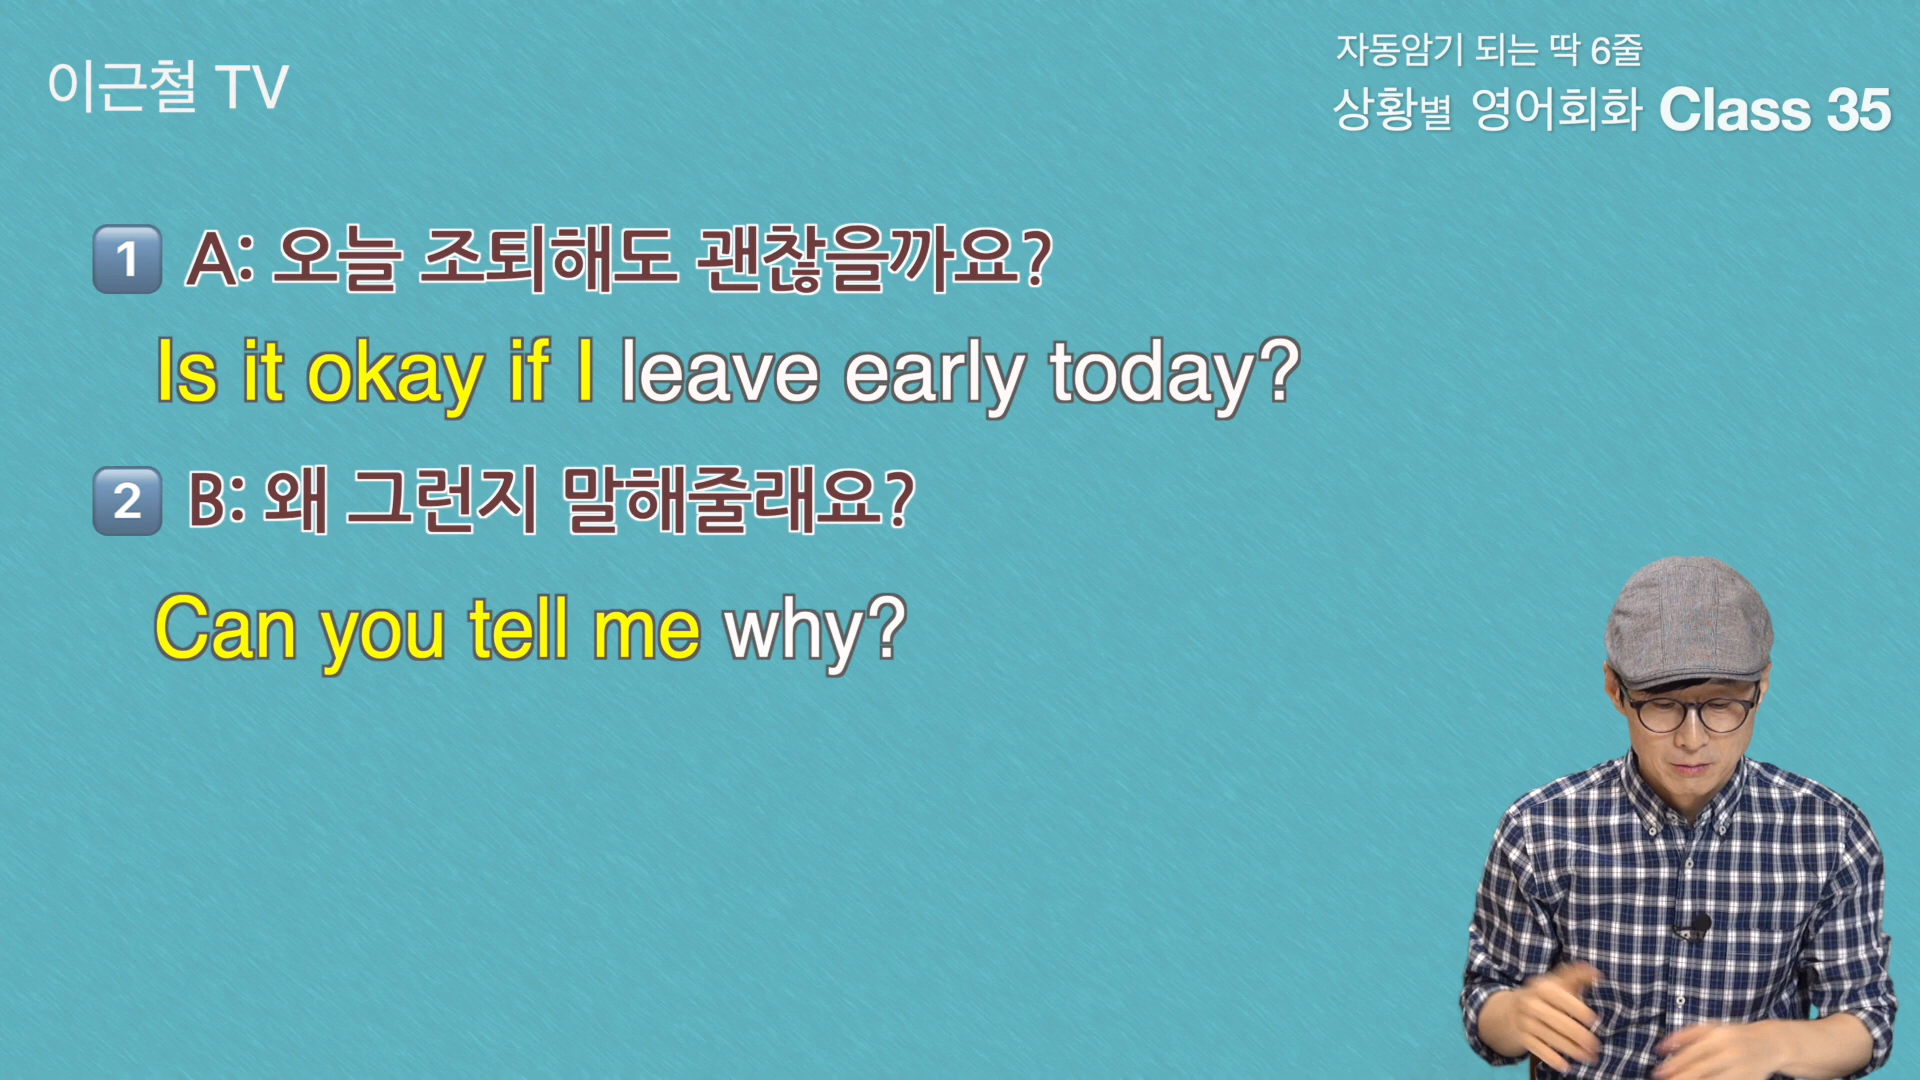 이근철 TV
자동암기 되는 딱 6줄
상황별 영어회화 Class 35
1 A: 오늘 조퇴해도 괜찮을까요?
Is it okay if I leave early today?
2 B: 왜 그런지 말해줄래요?
Can you tell me why?